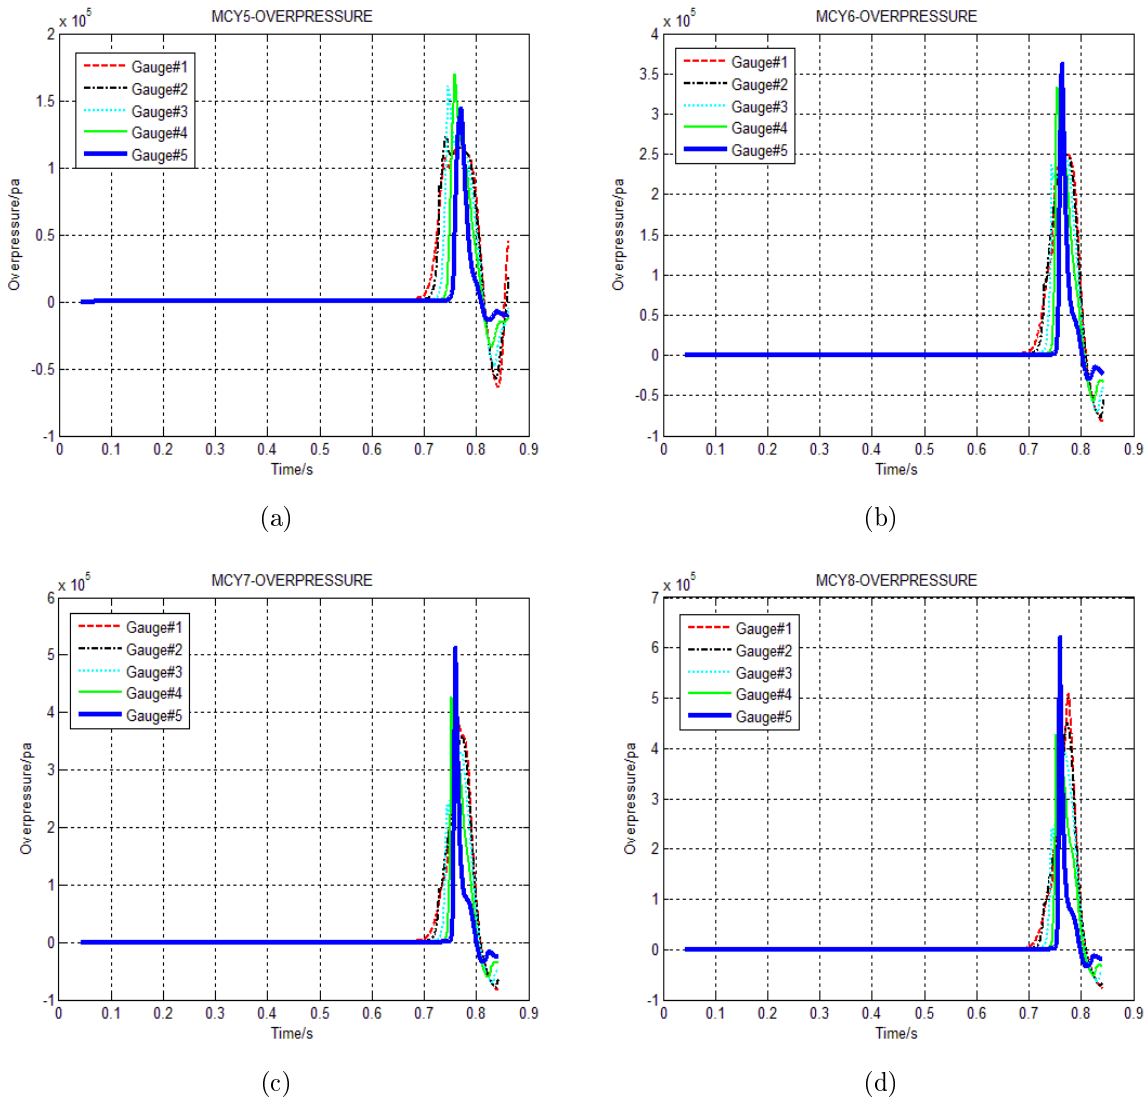 MCY5-OVERPRESSURE
x 10^5
2
1.5
1
0.5
0
-0.5
-1
Overpressure/pa
Gauge#1
Gauge#2
Gauge#3
Gauge#4
Gauge#5
0 0.1 0.2 0.3 0.4 0.5 0.6 0.7 0.8 0.9
Time/s
(a)
MCY6-OVERPRESSURE
x 10^5
4
3.5
3
2.5
2
1.5
1
0.5
0
-0.5
-1
Overpressure/pa
Gauge#1
Gauge#2
Gauge#3
Gauge#4
Gauge#5
0 0.1 0.2 0.3 0.4 0.5 0.6 0.7 0.8 0.9
Time/s
(b)
MCY7-OVERPRESSURE
x 10^5
6
5
4
3
2
1
0
-1
Overpressure/pa
Gauge#1
Gauge#2
Gauge#3
Gauge#4
Gauge#5
0 0.1 0.2 0.3 0.4 0.5 0.6 0.7 0.8 0.9
Time/s
(c)
MCY8-OVERPRESSURE
x 10^5
7
6
5
4
3
2
1
0
-1
Overpressure/pa
Gauge#1
Gauge#2
Gauge#3
Gauge#4
Gauge#5
0 0.1 0.2 0.3 0.4 0.5 0.6 0.7 0.8 0.9
Time/s
(d)